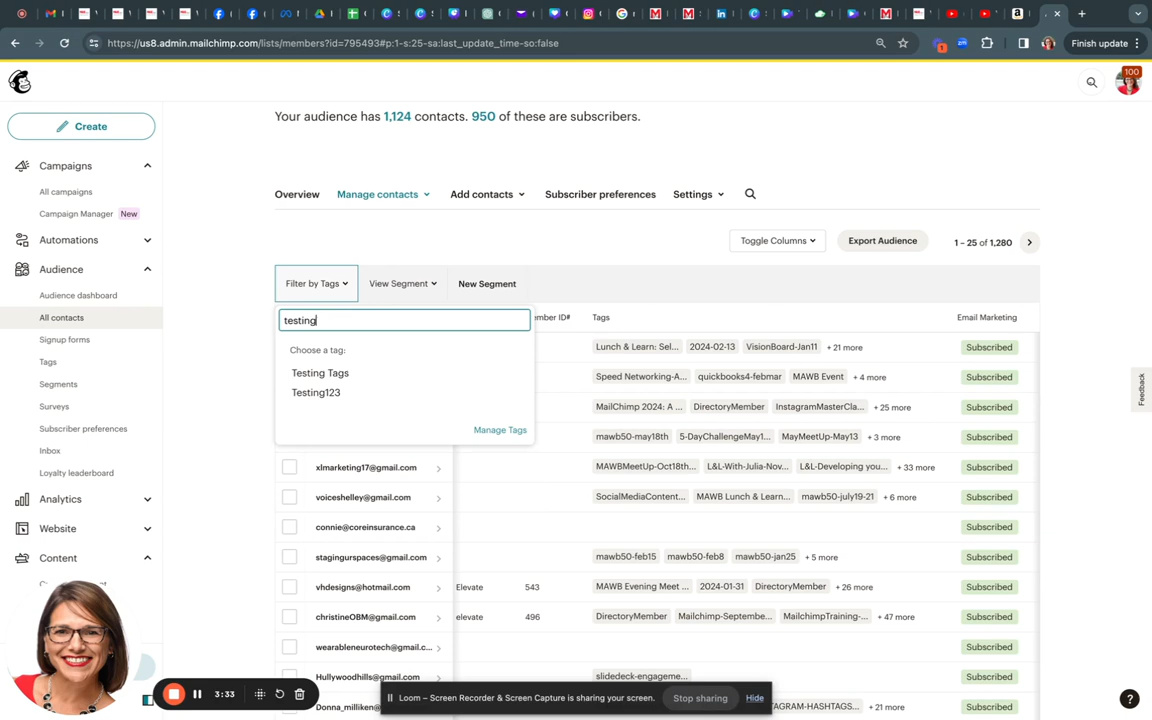 https://us8.admin.mailchimp.com/lists/members?id=795493#p:1-s:25-sa:last_update_time-so:false
1
Finish update
100
Your audience has 1,124 contacts. 950 of these are subscribers.
Create
Campaigns
All campaigns
Campaign Manager New
Automations
Audience
Audience dashboard
All contacts
Signup forms
Tags
Segments
Surveys
Subscriber preferences
Inbox
Loyalty leaderboard
Analytics
Website
Content
Overview Manage contacts Add contacts Subscriber preferences Settings
Toggle Columns Export Audience 1 – 25 of 1,280
Filter by Tags View Segment New Segment
testing
Choose a tag:
Testing Tags
Testing123
Manage Tags
mber ID# Tags Email Marketing
Lunch & Learn: Sel... 2024-02-13 VisionBoard-Jan11 + 21 more Subscribed
Speed Networking-A... quickbooks4-febmar MAWB Event + 4 more Subscribed
MailChimp 2024: A ... DirectoryMember InstagramMasterCla... + 25 more Subscribed
mawb50-may18th 5-DayChallengeMay1... MayMeetUp-May13 + 3 more Subscribed
xlmarketing17@gmail.com MAWBMeetUp-Oct18th... L&L-With-Julia-Nov... L&L-Developing you... + 33 more Subscribed
voiceshelley@gmail.com SocialMediaContent... MAWB Lunch & Learn... mawb50-july19-21 + 6 more Subscribed
connie@coreinsurance.ca Subscribed
stagingurspaces@gmail.com mawb50-feb15 mawb50-feb8 mawb50-jan25 + 5 more Subscribed
vhdesigns@hotmail.com Elevate 543 MAWB Evening Meet ... 2024-01-31 DirectoryMember + 26 more Subscribed
christineOBM@gmail.com elevate 496 DirectoryMember Mailchimp-Septembe... MailchimpTraining-... + 47 more Subscribed
wearableneurotech@gmail.c... Subscribed
Hullywoodhills@gmail.com slidedeck-engageme... Subscribed
Donna_milliken@ TAGRAM-HASHTAGS... + 21 more Subscribed
Feedback
3:33
Loom – Screen Recorder & Screen Capture is sharing your screen. Stop sharing Hide